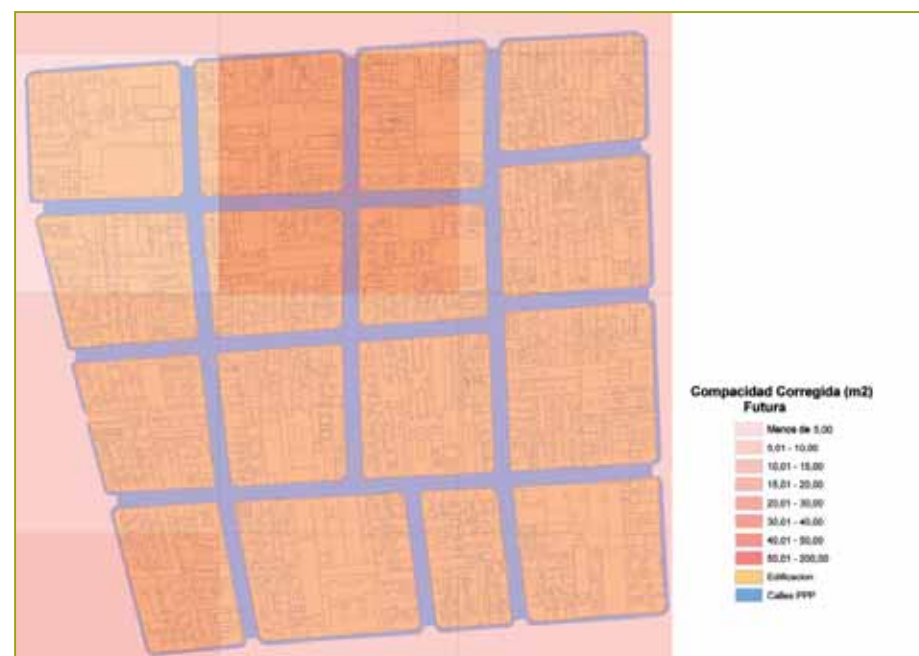 Compacidad Corregida (m2)
Futura
Menos de 5,00
5,01 - 10,00
10,01 - 15,00
15,01 - 20,00
20,01 - 30,00
30,01 - 40,00
40,01 - 50,00
50,01 - 200,00
Edificacion
Calles PPP